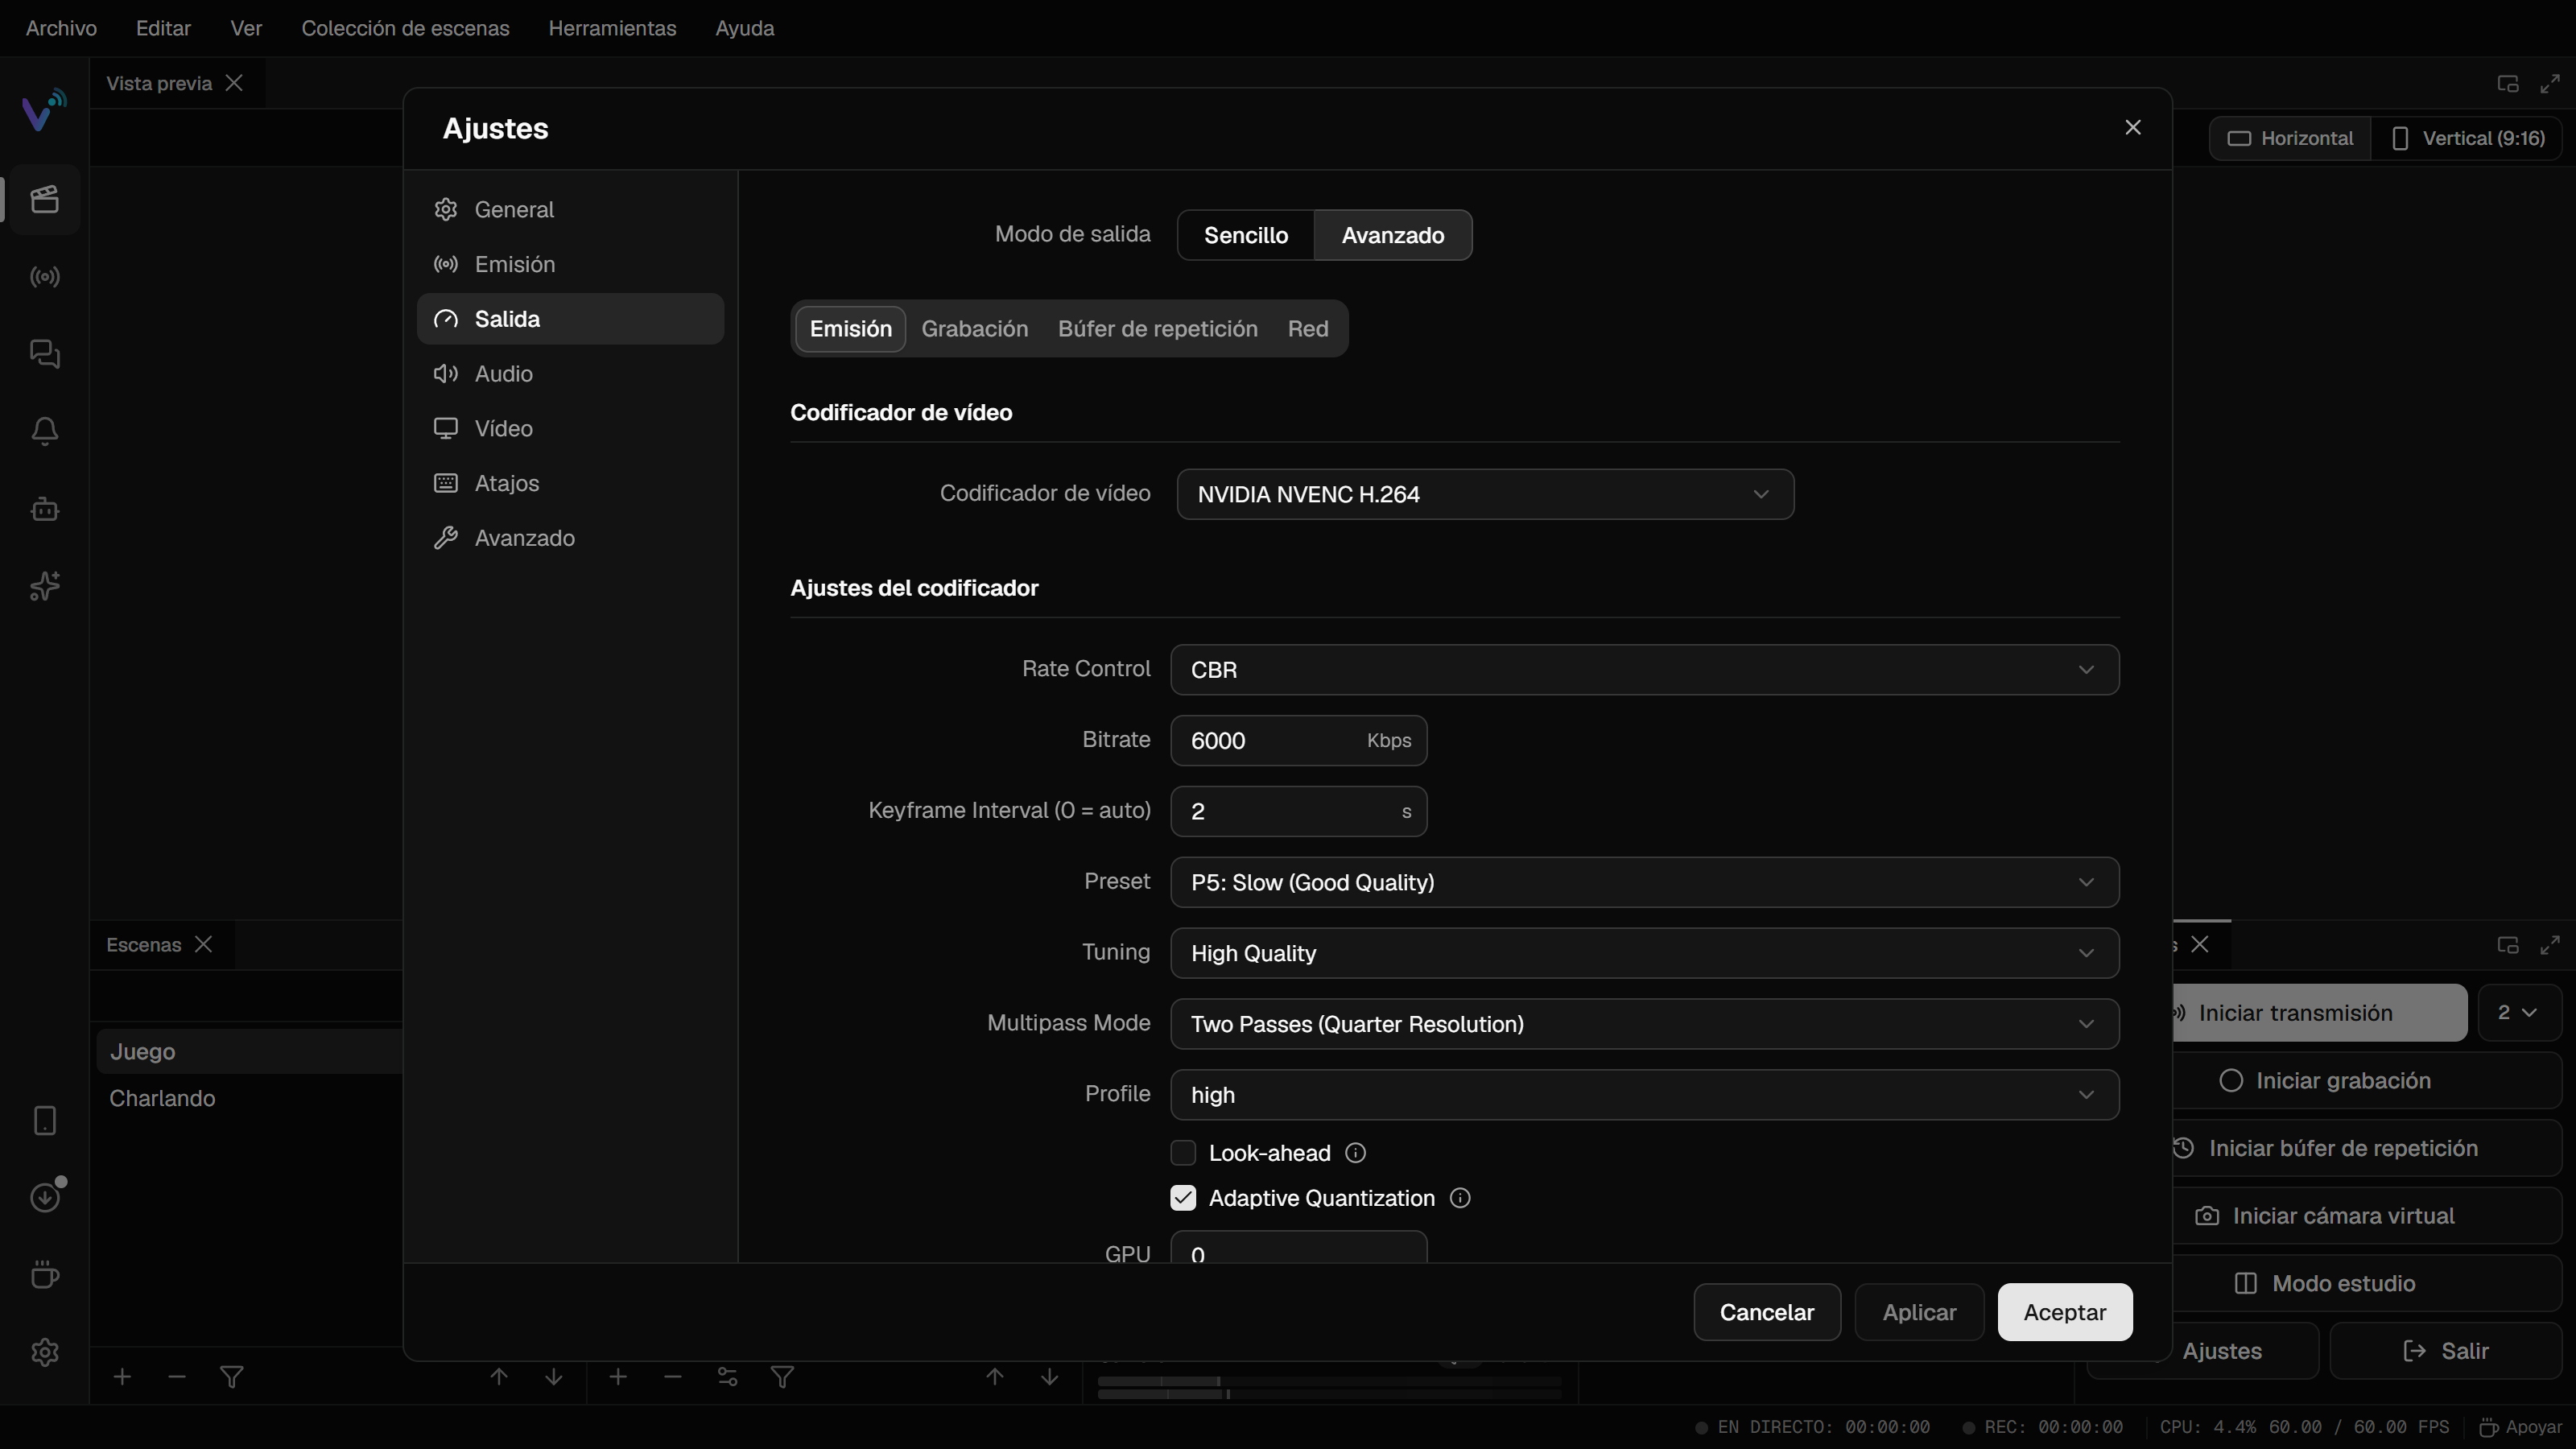 Archivo Editar Ver Colección de escenas Herramientas Ayuda
Vista previa
Horizontal Vertical (9:16)
Ajustes
General
Emisión
Salida
Audio
Vídeo
Atajos
Avanzado
Modo de salida Sencillo Avanzado
Emisión Grabación Búfer de repetición Red
Codificador de vídeo
Codificador de vídeo NVIDIA NVENC H.264
Ajustes del codificador
Rate Control CBR
Bitrate 6000 Kbps
Keyframe Interval (0 = auto) 2 s
Preset P5: Slow (Good Quality)
Tuning High Quality
Multipass Mode Two Passes (Quarter Resolution)
Profile high
Look-ahead
Adaptive Quantization
GPU 0
Cancelar Aplicar Aceptar
Escenas
Juego
Charlando
Iniciar transmisión 2
Iniciar grabación
Iniciar búfer de repetición
Iniciar cámara virtual
Modo estudio
Ajustes Salir
EN DIRECTO: 00:00:00 REC: 00:00:00 CPU: 4.4% 60.00 / 60.00 FPS Apoyar